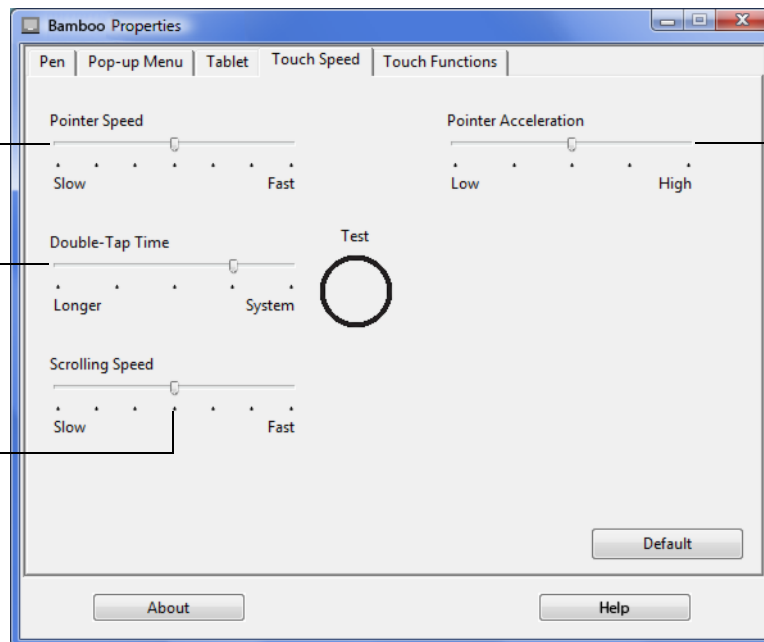 Bamboo Properties
Pen Pop-up Menu Tablet Touch Speed Touch Functions
Pointer Speed
Slow Fast
Pointer Acceleration
Low High
Double-Tap Time
Longer System
Test
Scrolling Speed
Slow Fast
Default
About Help